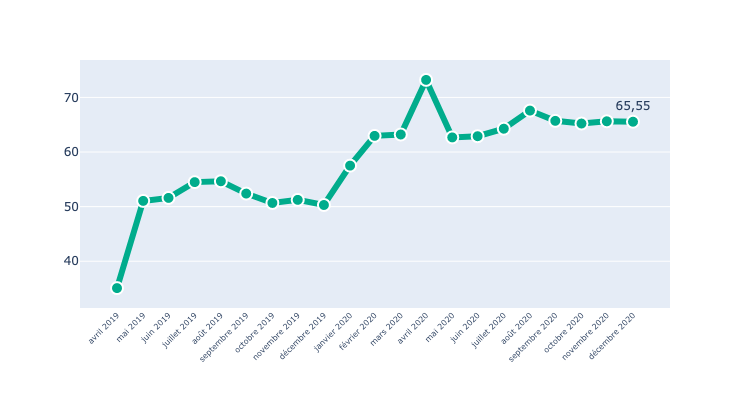 70
60
50
40
65,55
avril 2019
mai 2019
juin 2019
juillet 2019
août 2019
septembre 2019
octobre 2019
novembre 2019
décembre 2019
janvier 2020
février 2020
mars 2020
avril 2020
mai 2020
juin 2020
juillet 2020
août 2020
septembre 2020
octobre 2020
novembre 2020
décembre 2020